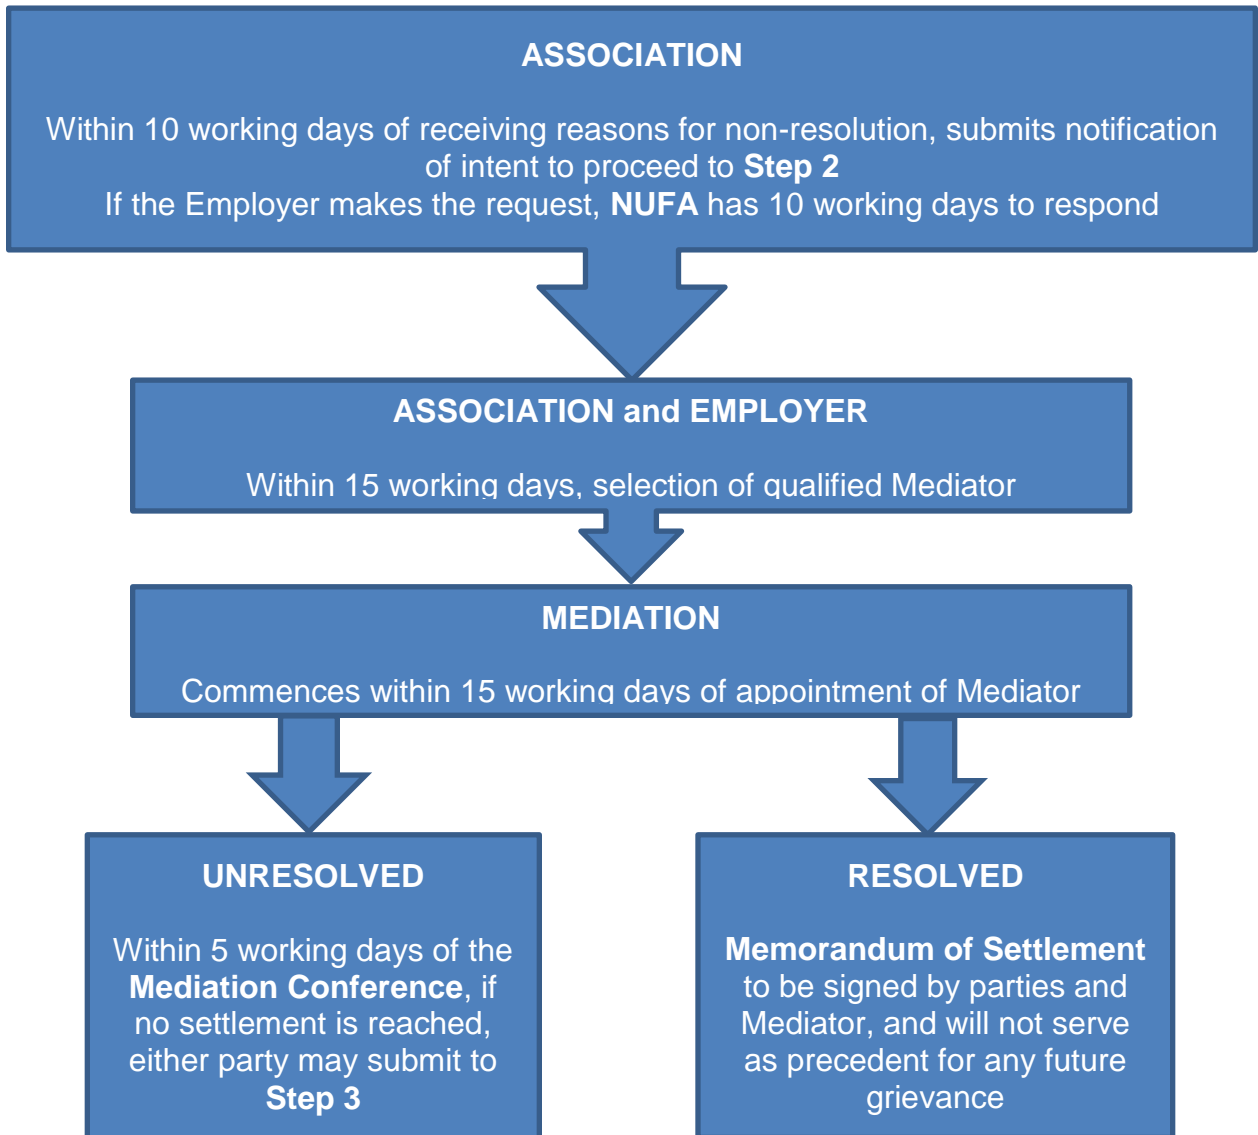 ASSOCIATION
Within 10 working days of receiving reasons for non-resolution, submits notification
of intent to proceed to Step 2
If the Employer makes the request, NUFA has 10 working days to respond
ASSOCIATION and EMPLOYER
Within 15 working days, selection of qualified Mediator
MEDIATION
Commences within 15 working days of appointment of Mediator
UNRESOLVED
Within 5 working days of the
Mediation Conference, if
no settlement is reached,
either party may submit to
Step 3
RESOLVED
Memorandum of Settlement
to be signed by parties and
Mediator, and will not serve
as precedent for any future
grievance